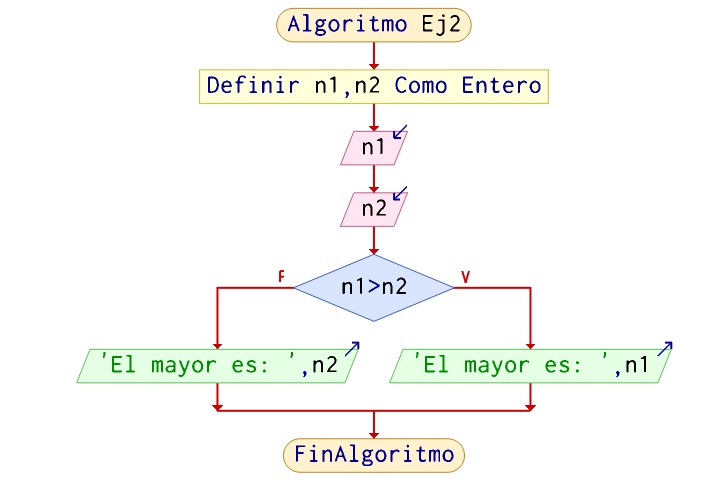 Algoritmo Ej2
Definir n1,n2 Como Entero
n1
n2
n1>n2
F
V
'El mayor es: ',n2
'El mayor es: ',n1
FinAlgoritmo